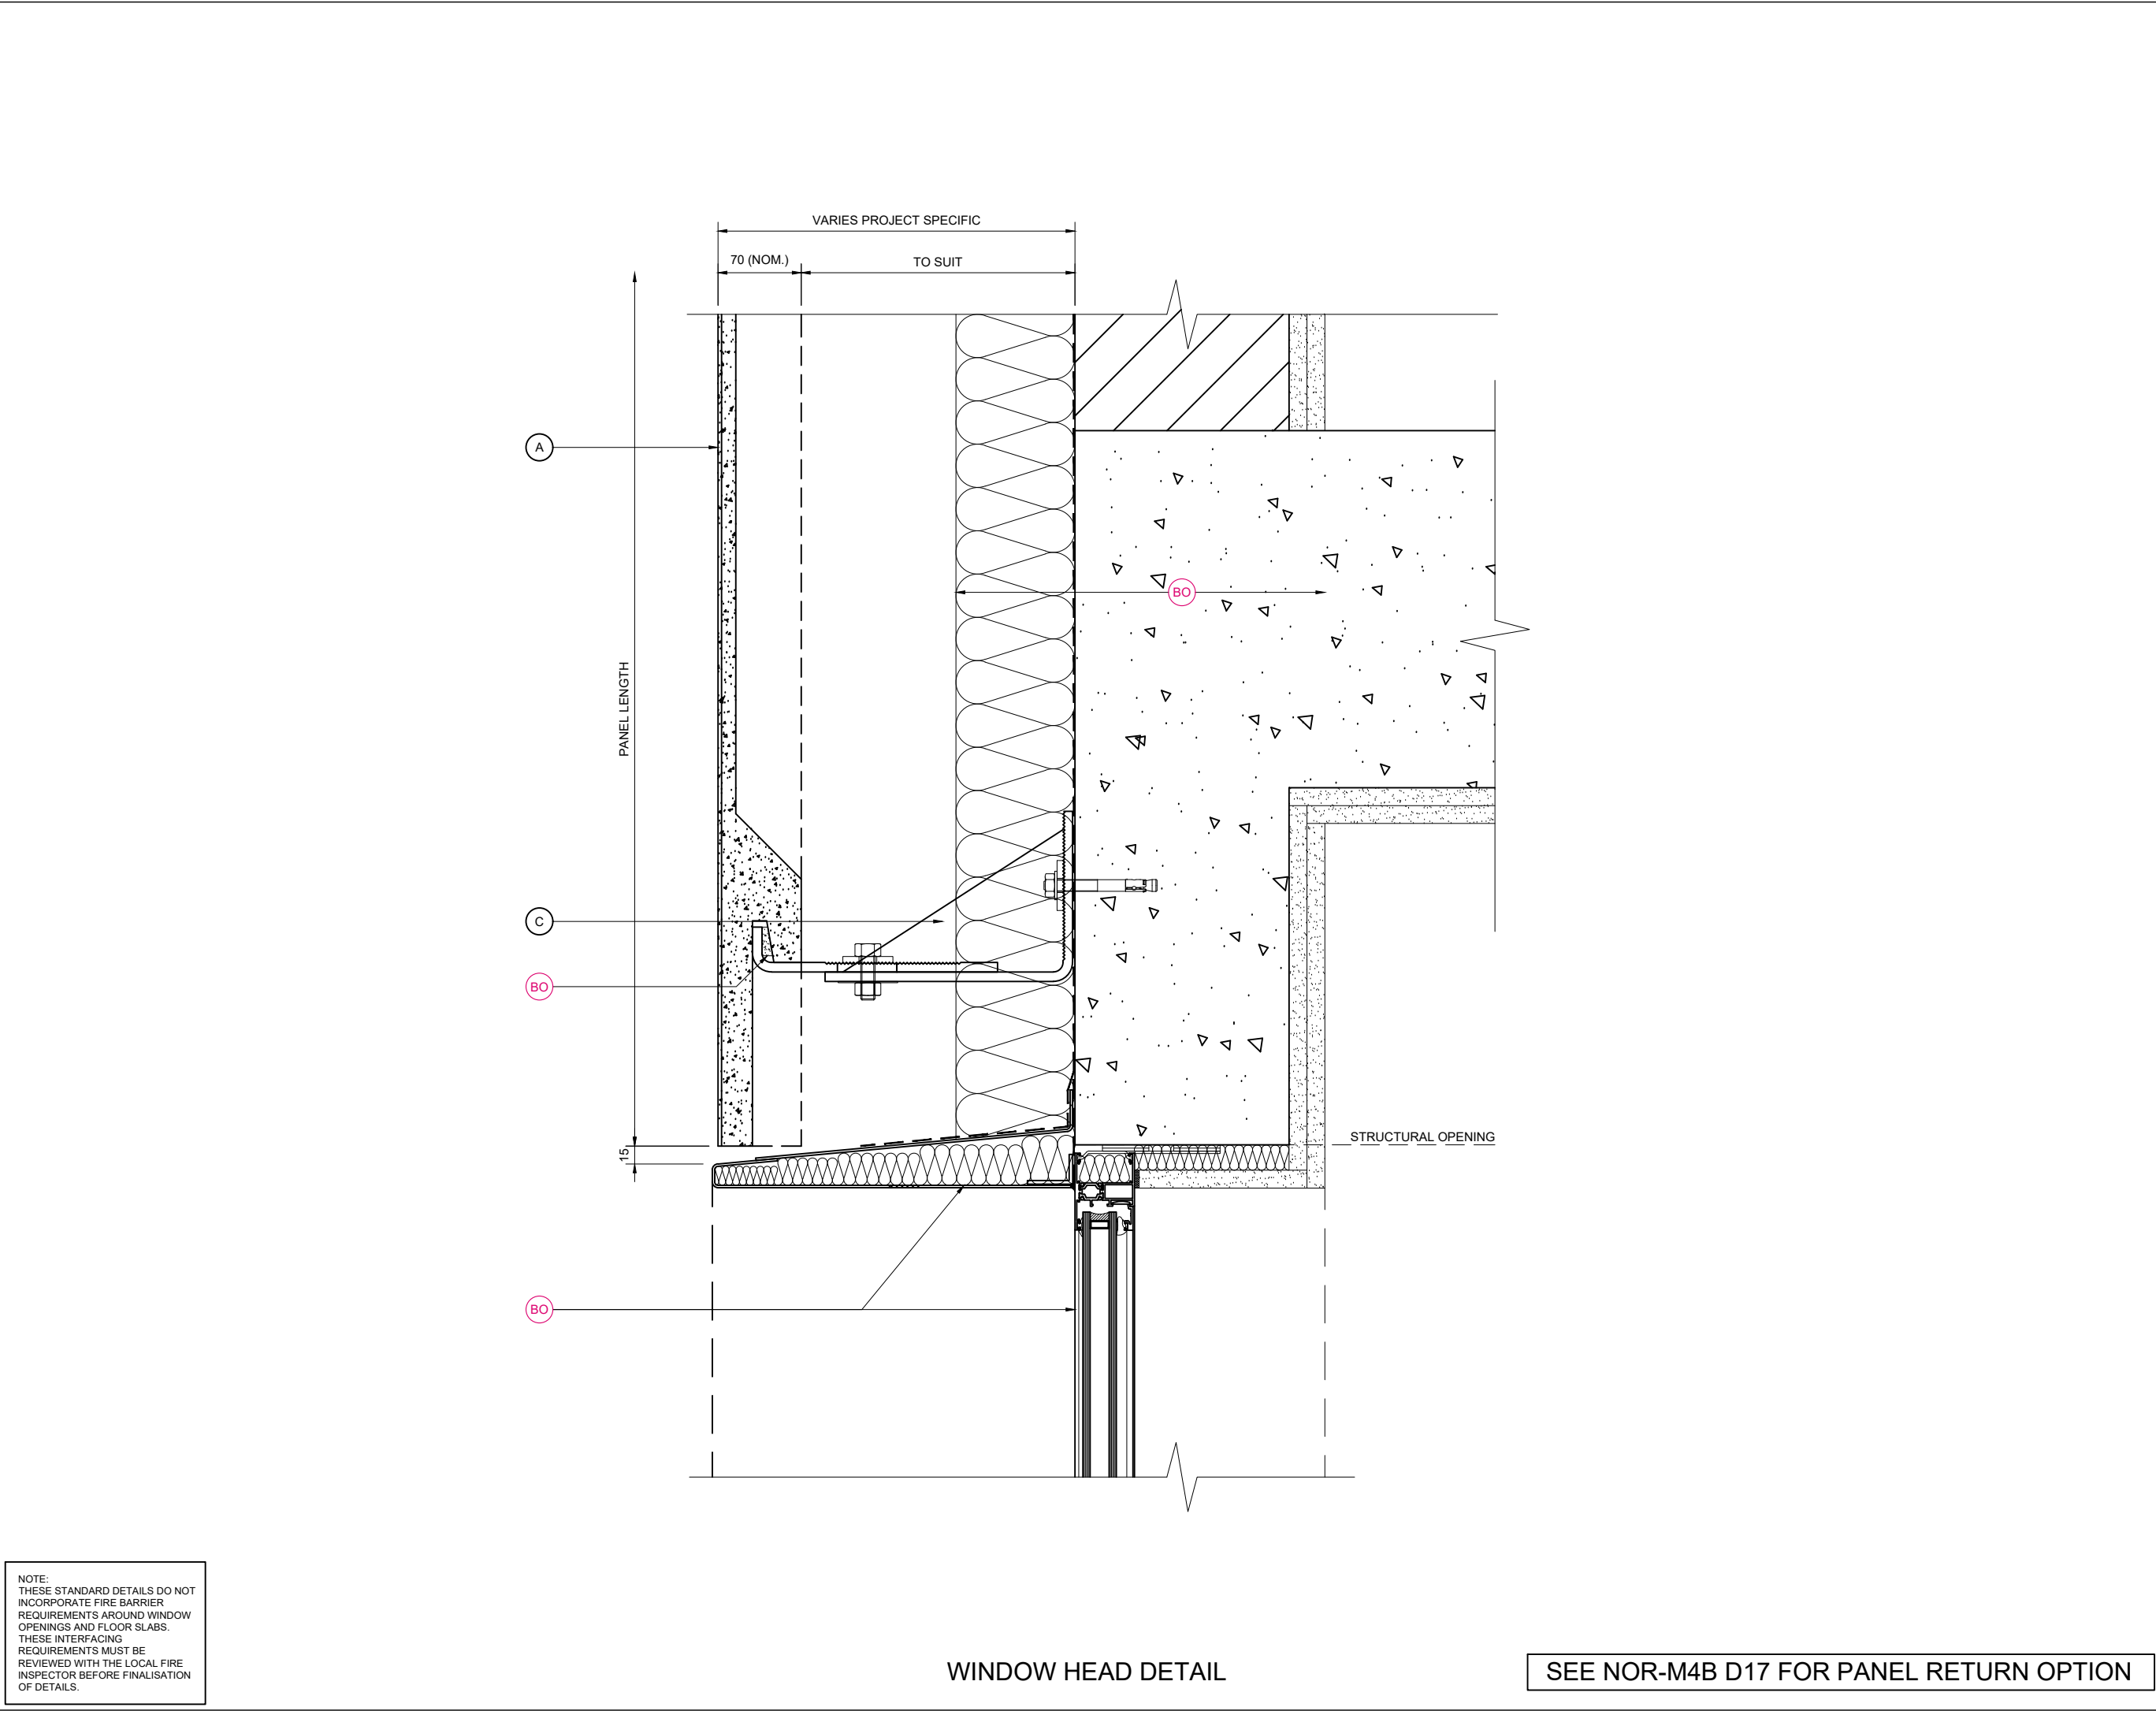 VARIES PROJECT SPECIFIC
70 (NOM.)
TO SUIT
A
BO
PANEL LENGTH
C
BO
STRUCTURAL OPENING
15
BO
NOTE:
THESE STANDARD DETAILS DO NOT
INCORPORATE FIRE BARRIER
REQUIREMENTS AROUND WINDOW
OPENINGS AND FLOOR SLABS.
THESE INTERFACING
REQUIREMENTS MUST BE
REVIEWED WITH THE LOCAL FIRE
INSPECTOR BEFORE FINALISATION
OF DETAILS.
WINDOW HEAD DETAIL
SEE NOR-M4B D17 FOR PANEL RETURN OPTION